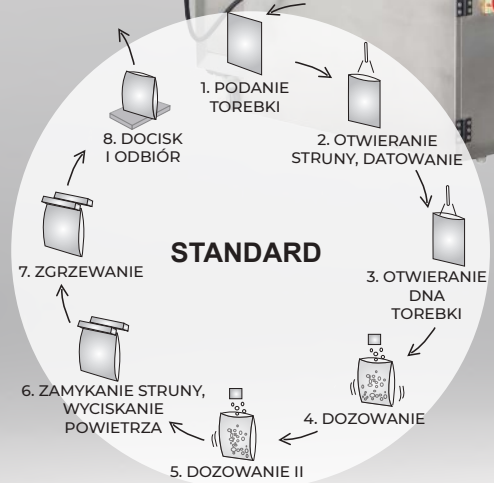 1. PODANIE
TOREBKI
2. OTWIERANIE
STRUNY, DATOWANIE
3. OTWIERANIE
DNA
TOREBKI
4. DOZOWANIE
5. DOZOWANIE II
6. ZAMYKANIE STRUNY,
WYCISKANIE
POWIETRZA
7. ZGRZEWANIE
8. DOCISK
I ODBIÓR
STANDARD